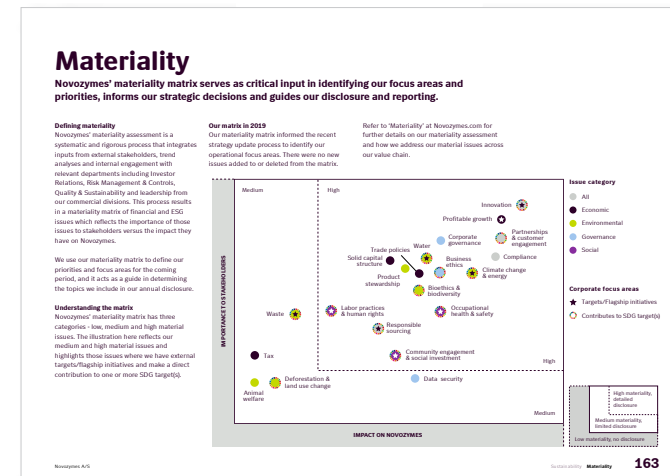 Materiality
Novozymes' materiality matrix serves as critical input in identifying our focus areas and
priorities, informs our strategic decisions and guides our disclosure and reporting.
Defining materiality
Novozymes' materiality assessment is a
systematic and rigorous process that integrates
inputs from external stakeholders, trend
analyses and internal engagement with
relevant departments including Investor
Relations, Risk Management & Controls,
Quality & Sustainability and leadership from
our commercial divisions. This process results
in a materiality matrix of financial and ESG
issues which reflects the importance of those
issues to stakeholders versus the impact they
have on Novozymes.
We use our materiality matrix to define our
priorities and focus areas for the coming
period, and it acts as a guide in determining
the topics we include in our annual disclosure.
Understanding the matrix
Novozymes' materiality matrix has three
categories - low, medium and high material
issues. The illustration here reflects our
medium and high material issues and
highlights those issues where we have external
targets/flagship initiatives and make a direct
contribution to one or more SDG target(s).
Our matrix in 2019
Our materiality matrix informed the recent
strategy update process to identify our
operational focus areas. There were no new
issues added to or deleted from the matrix.
Refer to 'Materiality' at Novozymes.com for
further details on our materiality assessment
and how we address our material issues across
our value chain.
IMPORTANCE TO STAKEHOLDERS
Medium
High
Innovation
Profitable growth
Partnerships
& customer
engagement
Corporate
governance
Trade policies
Water
Solid capital
structure
Compliance
Business
ethics
Product
stewardship
Climate change
& energy
Bioethics &
biodiversity
Waste
Labor practices
& human rights
Occupational
health & safety
Responsible
sourcing
Tax
Community engagement
& social investment
High
Deforestation &
land use change
Data security
Animal
welfare
Medium
IMPACT ON NOVOZYMES
Issue category
All
Economic
Environmental
Governance
Social
Corporate focus areas
Targets/Flagship initiatives
Contributes to SDG target(s)
High materiality,
detailed
disclosure
Medium materiality,
limited disclosure
Low materiality, no disclosure
Novozymes A/S
Sustainability Materiality 163